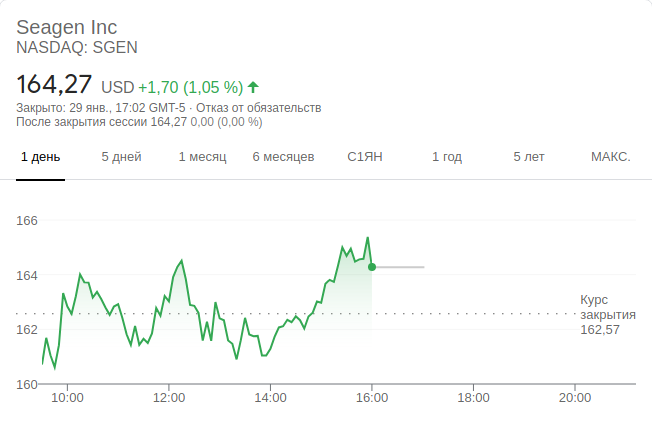 Seagen Inc
NASDAQ: SGEN
164,27 USD +1,70 (1,05 %)
Закрыто: 29 янв., 17:02 GMT-5 · Отказ от обязательств
После закрытия сессии 164,27 0,00 (0,00 %)
1 день 5 дней 1 месяц 6 месяцев С1ЯН 1 год 5 лет МАКС.
166
164
Курс
закрытия
162,57
162
160
10:00 12:00 14:00 16:00 18:00 20:00